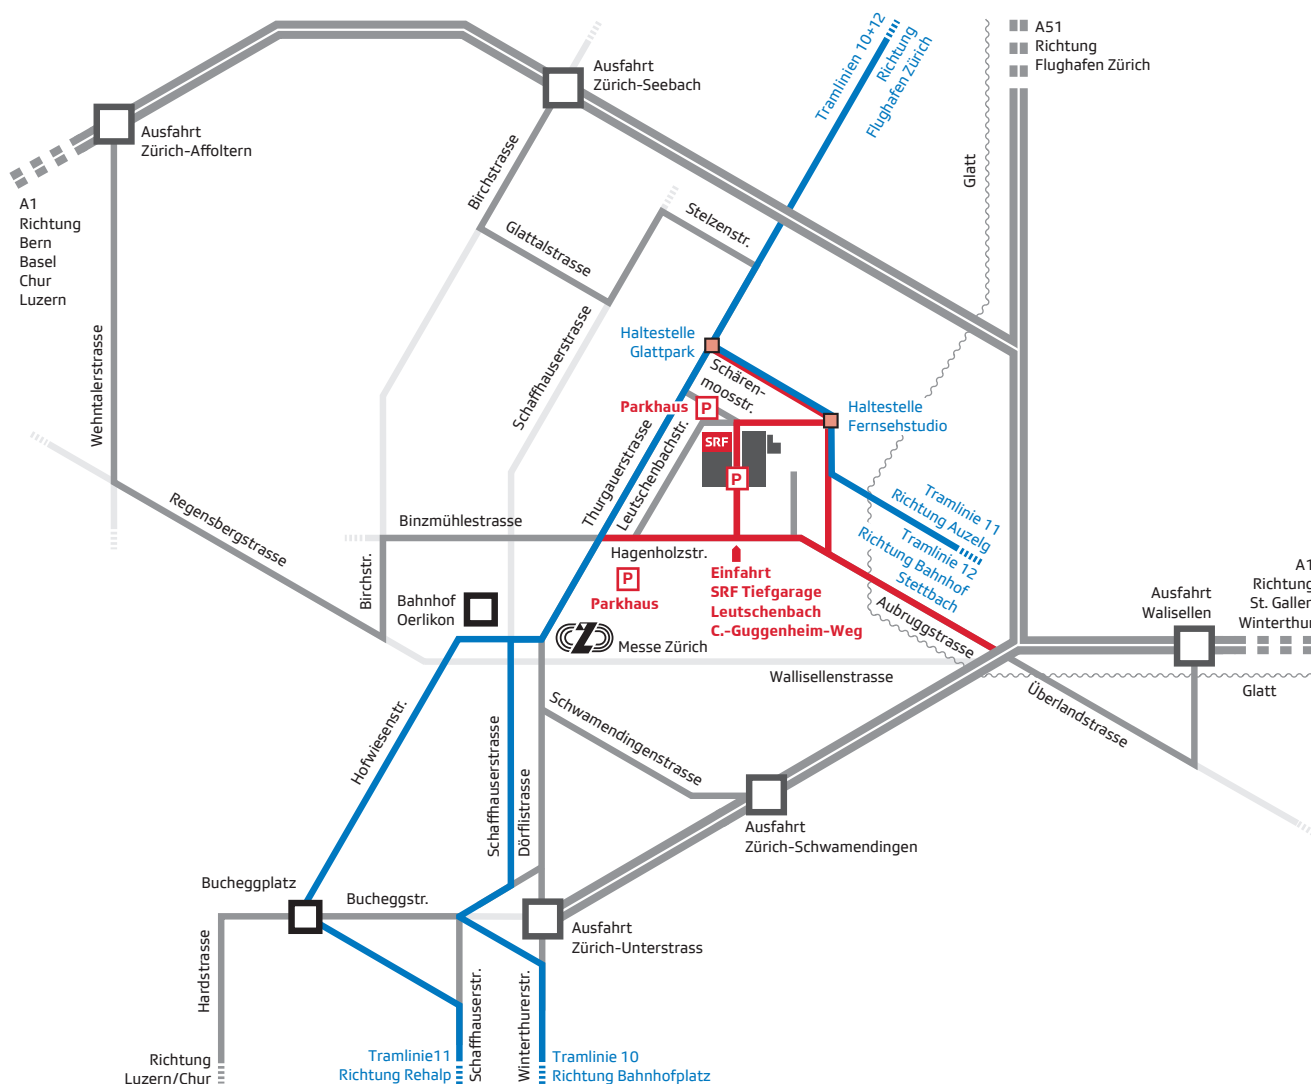 Ausfahrt
Zürich-Seebach
Tramlinien 10+12
Richtung
Flughafen Zürich
A51
Richtung
Flughafen Zürich
Ausfahrt
Zürich-Affoltern
Birchstrasse
Glatt
A1
Richtung
Bern
Basel
Chur
Luzern
Stelzenstr.
Glattalstrasse
Wehntalerstrasse
Schaffhauserstrasse
Haltestelle
Glattpark
Schären-
moosstr.
Parkhaus
P
Haltestelle
Fernsehstudio
SRF
P
Thurgauerstrasse
Leutschenbachstr.
Regensbergstrasse
Binzmühlestrasse
Tramlinie 11
Richtung Auzelg
Tramlinie 12
Richtung Bahnhof
Stettbach
Hagenholzstr.
P
Parkhaus
Einfahrt
SRF Tiefgarage
Leutschenbach
C.-Guggenheim-Weg
Birchstr.
Bahnhof
Oerlikon
Z
Messe Zürich
Aubruggstrasse
Ausfahrt
Walisellen
A1
Richtung
St. Gallen
Winterthur
Wallisellenstrasse
Glatt
Überlandstrasse
Hofwiesenstr.
Schaffhauserstrasse
Dörflistrasse
Schwamendingenstrasse
Ausfahrt
Zürich-Schwamendingen
Bucheggplatz
Bucheggstr.
Ausfahrt
Zürich-Unterstrass
Hardstrasse
Schaffhauserstr.
Winterthurerstr.
Richtung
Luzern/Chur
Tramlinie11
Richtung Rehalp
Tramlinie 10
Richtung Bahnhofplatz